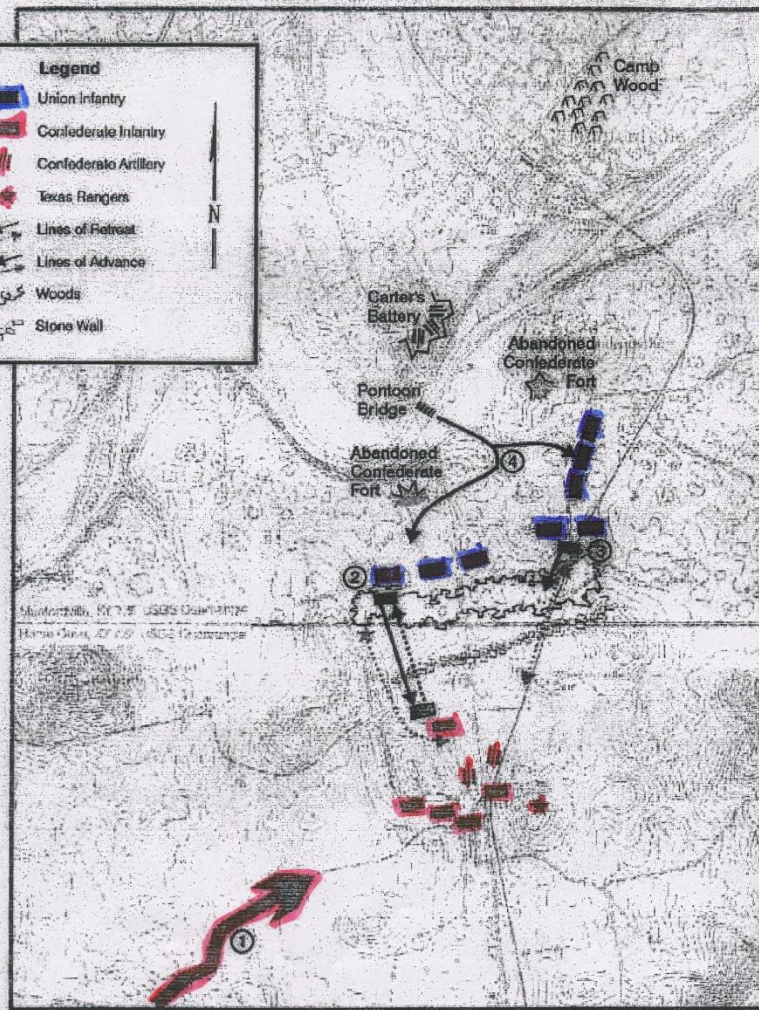 Legend
Union Infantry
Confederate Infantry
Confederate Artillery
Texas Rangers
Lines of Retreat
Lines of Advance
Woods
Stone Wall
N
Camp
Wood
Carter's
Battery
Abandoned
Confederate
Fort
Pontoon
Bridge
Abandoned
Confederate
Fort
④
②
③
①